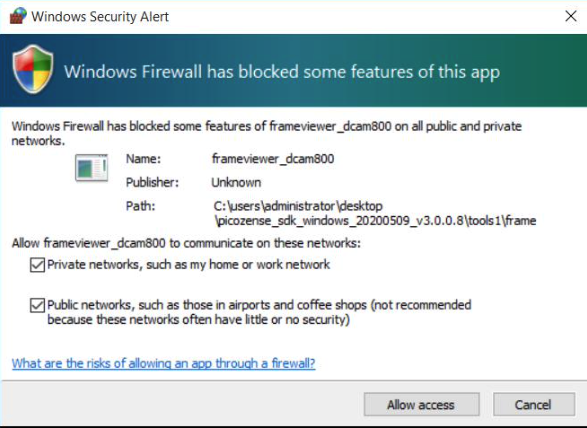 Windows Security Alert
Windows Firewall has blocked some features of this app
Windows Firewall has blocked some features of frameviewer_dcam800 on all public and private
networks.
Name: frameviewer_dcam800
Publisher: Unknown
Path: C:\users\administrator\desktop
\picozense_sdk_windows_20200509_v3.0.0.8\tools1\frame
Allow frameviewer_dcam800 to communicate on these networks:
Private networks, such as my home or work network
Public networks, such as those in airports and coffee shops (not recommended
because these networks often have little or no security)
What are the risks of allowing an app through a firewall?
Allow access Cancel